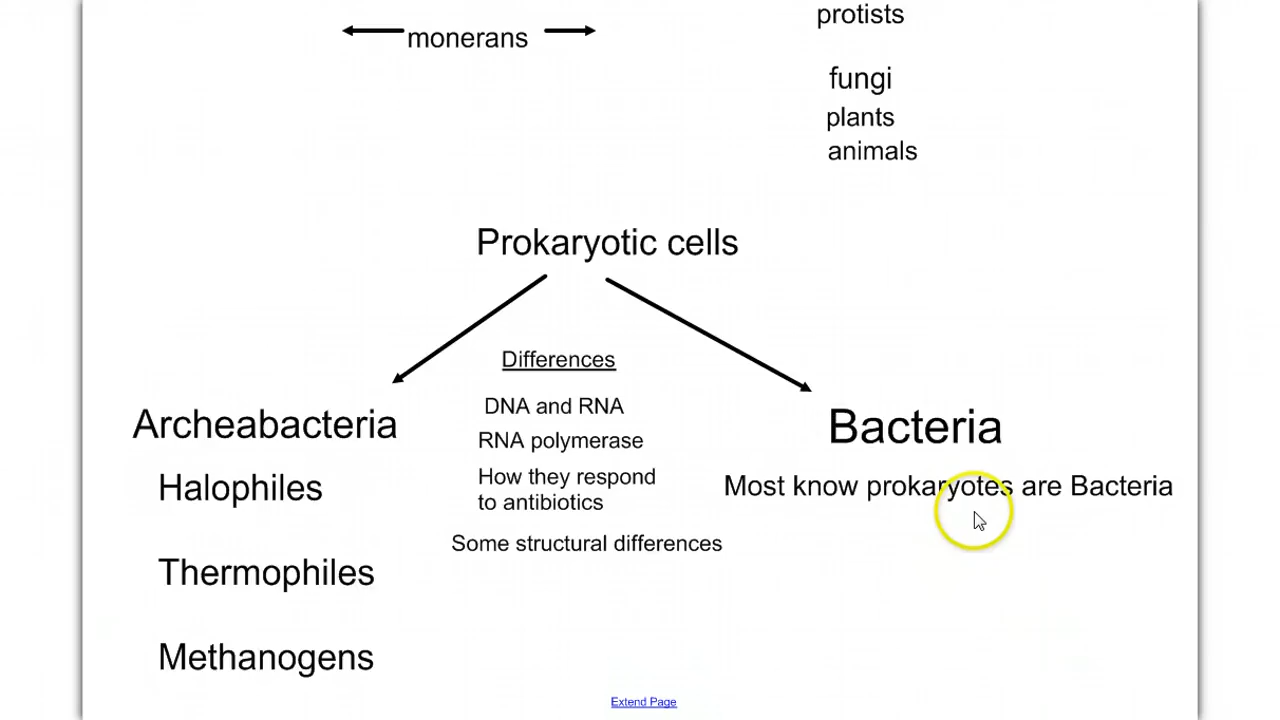 protists
monerans
fungi
plants
animals
Prokaryotic cells
Differences
DNA and RNA
RNA polymerase
How they respond
to antibiotics
Some structural differences
Archeabacteria
Halophiles
Thermophiles
Methanogens
Bacteria
Most know prokaryotes are Bacteria
Extend Page